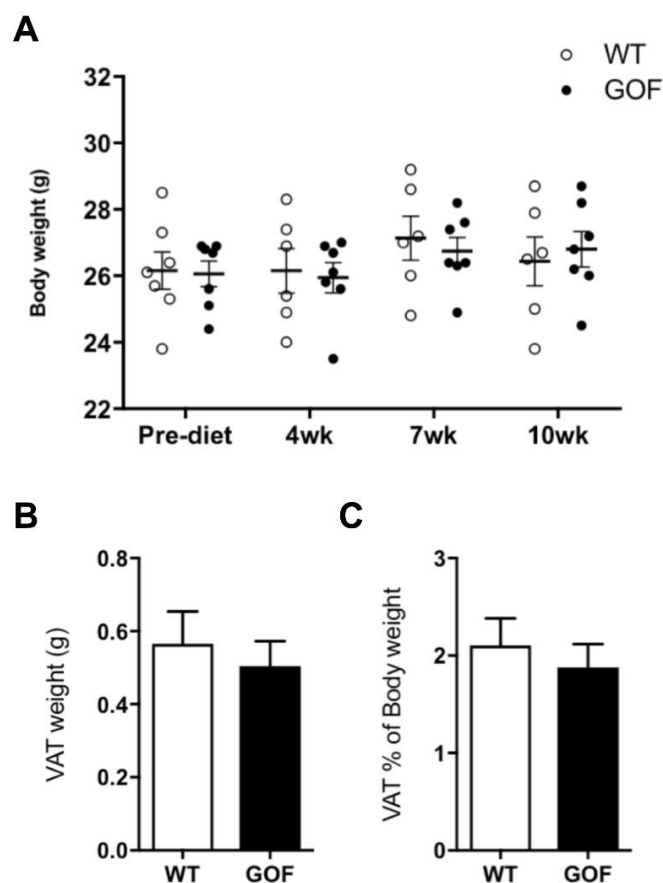 A
WT
GOF
Body weight (g)
32
30
28
26
24
22
Pre-diet 4wk 7wk 10wk
B
VAT weight (g)
0.8
0.6
0.4
0.2
0.0
WT GOF
C
VAT % of Body weight
3
2
1
0
WT GOF